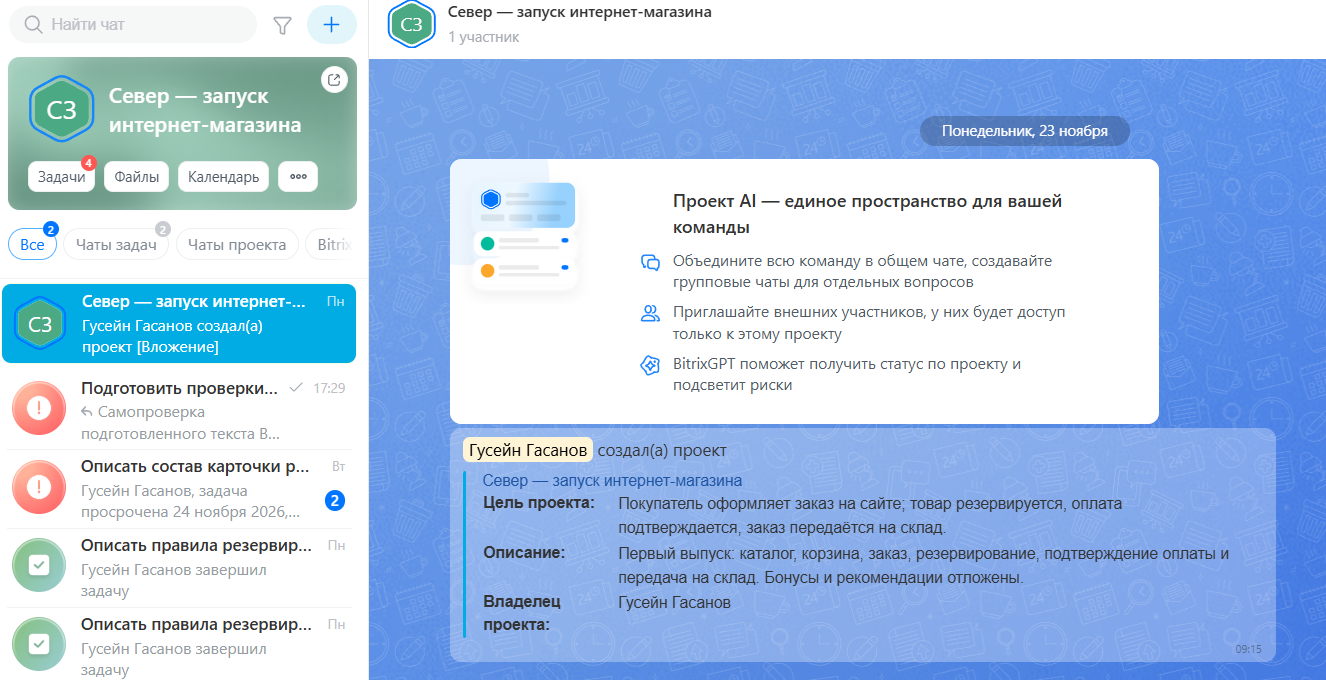 Найти чат
СЗ
Север — запуск
интернет-магазина
Задачи
4
Файлы
Календарь
Все
2
Чаты задач
2
Чаты проекта
Bitrix
СЗ
Север — запуск интернет-... Пн
Гусейн Гасанов создал(а)
проект [Вложение]
Подготовить проверки... 17:29
Самопроверка
подготовленного текста В...
Описать состав карточки р... Вт
Гусейн Гасанов, задача
просрочена 24 ноября 2026,... 2
Описать правила резервир... Пн
Гусейн Гасанов завершил
задачу
Описать правила резервир... Пн
Гусейн Гасанов завершил
задачу
СЗ
Север — запуск интернет-магазина
1 участник
Понедельник, 23 ноября
Проект AI — единое пространство для вашей
команды
Объедините всю команду в общем чате, создавайте
групповые чаты для отдельных вопросов
Приглашайте внешних участников, у них будет доступ
только к этому проекту
BitrixGPT поможет получить статус по проекту и
подсветит риски
Гусейн Гасанов создал(а) проект
Север — запуск интернет-магазина
Цель проекта: Покупатель оформляет заказ на сайте; товар резервируется, оплата
подтверждается, заказ передаётся на склад.
Описание: Первый выпуск: каталог, корзина, заказ, резервирование, подтверждение оплаты и
передача на склад. Бонусы и рекомендации отложены.
Владелец Гусейн Гасанов
проекта:
09:15